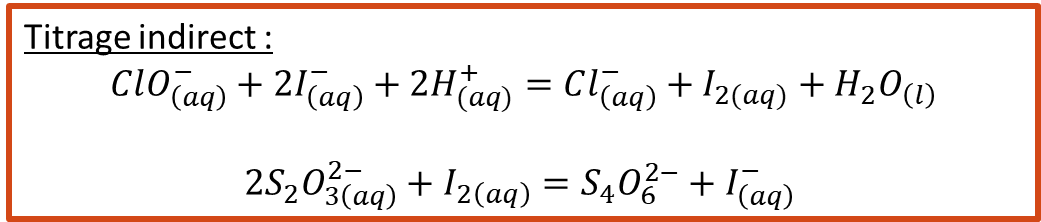 Titrage indirect :
ClO⁻(aq) + 2I⁻(aq) + 2H⁺(aq) = Cl⁻(aq) + I₂(aq) + H₂O(l)
2S₂O₃²⁻(aq) + I₂(aq) = S₄O₆²⁻ + I⁻(aq)